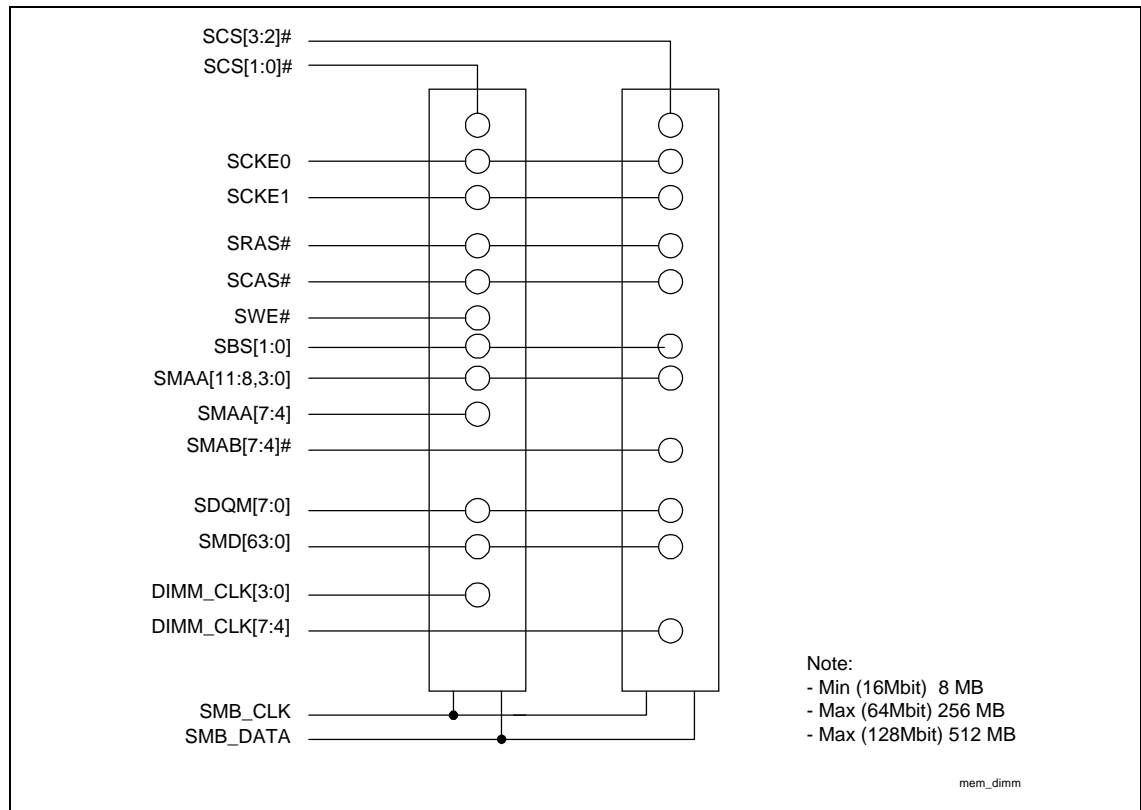 SCS[3:2]#
SCS[1:0]#
SCKE0
SCKE1
SRAS#
SCAS#
SWE#
SBS[1:0]
SMAA[11:8,3:0]
SMAA[7:4]
SMAB[7:4]#
SDQM[7:0]
SMD[63:0]
DIMM_CLK[3:0]
DIMM_CLK[7:4]
SMB_CLK
SMB_DATA
Note:
- Min (16Mbit) 8 MB
- Max (64Mbit) 256 MB
- Max (128Mbit) 512 MB
mem_dimm